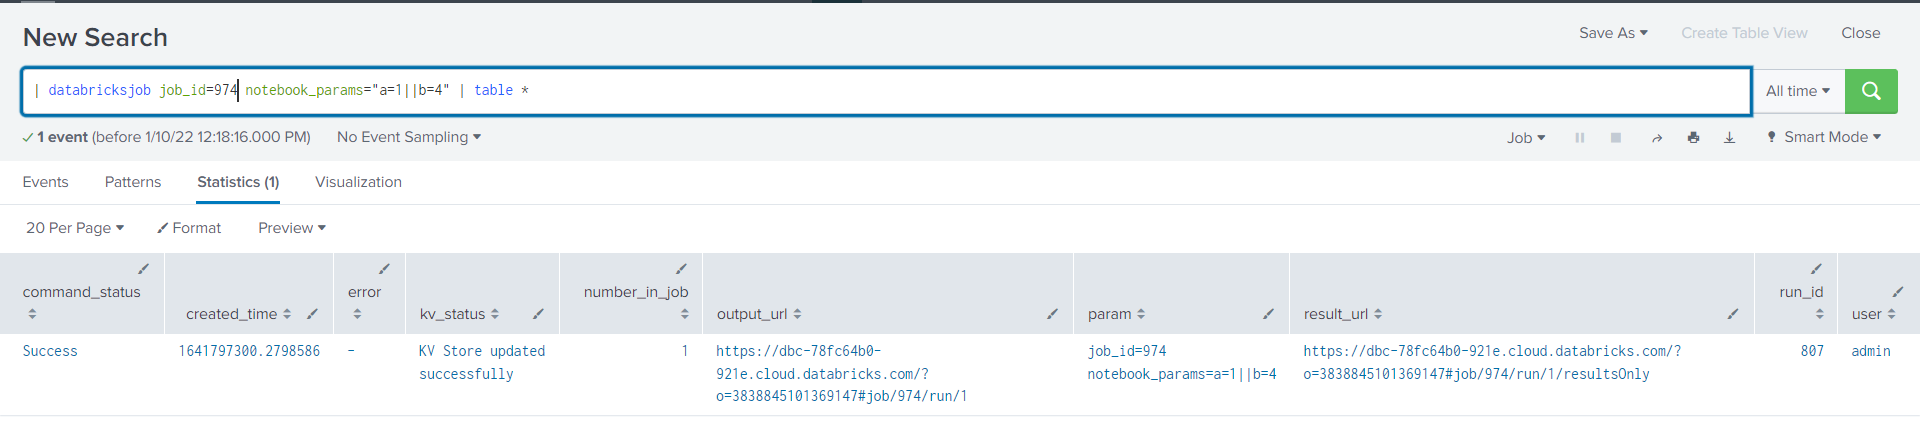 New Search
Save As Create Table View Close
| databricksjob job_id=974 notebook_params="a=1||b=4" | table *
All time
1 event (before 1/10/22 12:18:16.000 PM) No Event Sampling
Job Smart Mode
Events Patterns Statistics (1) Visualization
20 Per Page Format Preview
command_status created_time error kv_status number_in_job output_url param result_url run_id user
Success 1641797300.2798586 - KV Store updated 1 https://dbc-78fc64b0- job_id=974 https://dbc-78fc64b0-921e.cloud.databricks.com/? 807 admin
successfully 921e.cloud.databricks.com/? notebook_params=a=1||b=4 o=3838845101369147#job/974/run/1/resultsOnly
o=3838845101369147#job/974/run/1